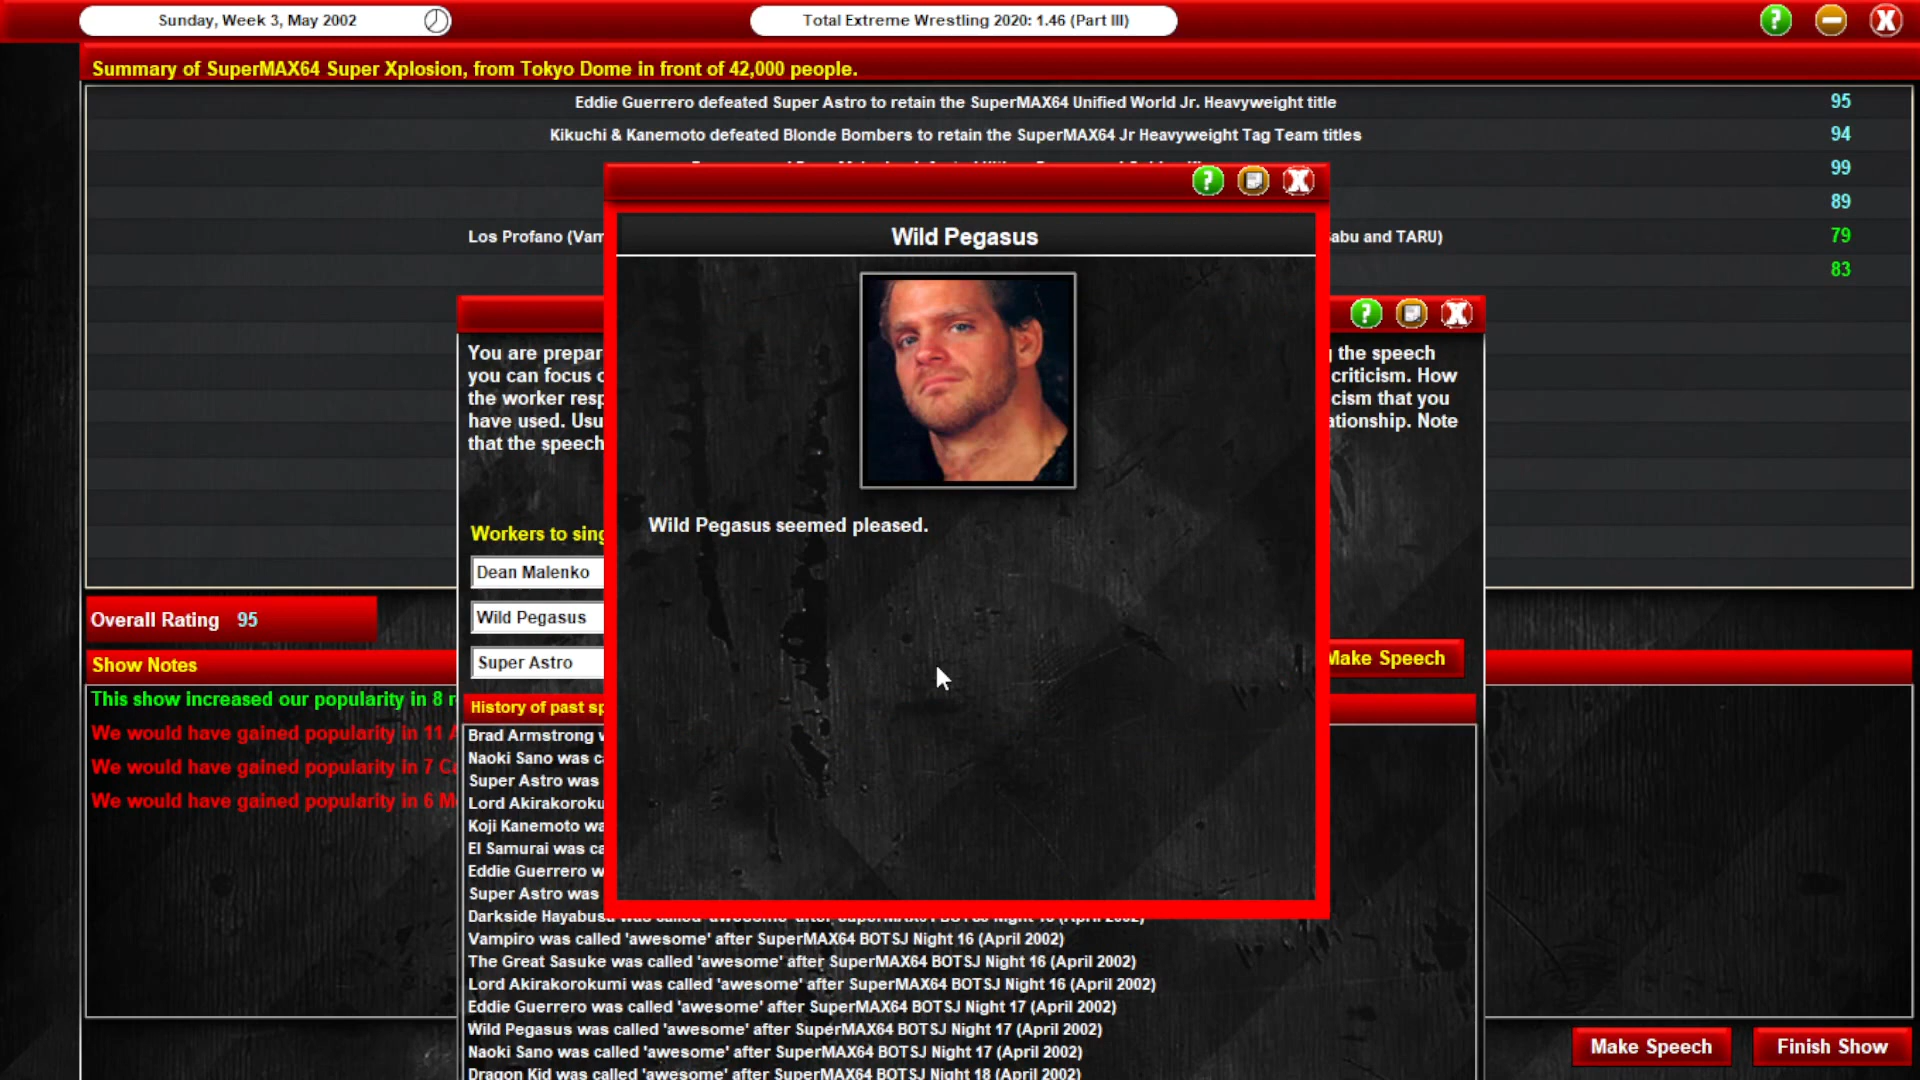 Sunday, Week 3, May 2002
Total Extreme Wrestling 2020: 1.46 (Part III)
Summary of SuperMAX64 Super Xplosion, from Tokyo Dome in front of 42,000 people.
Eddie Guerrero defeated Super Astro to retain the SuperMAX64 Unified World Jr. Heavyweight title 95
Kikuchi & Kanemoto defeated Blonde Bombers to retain the SuperMAX64 Jr Heavyweight Tag Team titles 94
99
89
Los Profano (Vam abu and TARU) 79
83
Wild Pegasus
Wild Pegasus seemed pleased.
You are prepar the speech
you can focus criticism. How
the worker resp cism that you
have used. Usu ationship. Note
that the speech
Workers to sing
Dean Malenko
Wild Pegasus
Super Astro
Make Speech
History of past sp
Brad Armstrong
Naoki Sano was ca
Super Astro was
Lord Akirakoroku
Koji Kanemoto wa
El Samurai was ca
Eddie Guerrero w
Super Astro was
Darkside Hayabusa was called 'awesome' after SuperMAX64 BOTSJ Night (April 2002)
Vampiro was called 'awesome' after SuperMAX64 BOTSJ Night 16 (April 2002)
The Great Sasuke was called 'awesome' after SuperMAX64 BOTSJ Night 16 (April 2002)
Lord Akirakorokumi was called 'awesome' after SuperMAX64 BOTSJ Night 16 (April 2002)
Eddie Guerrero was called 'awesome' after SuperMAX64 BOTSJ Night 17 (April 2002)
Wild Pegasus was called 'awesome' after SuperMAX64 BOTSJ Night 17 (April 2002)
Naoki Sano was called 'awesome' after SuperMAX64 BOTSJ Night 17 (April 2002)
Dragon Kid was called 'awesome' after SuperMAX64 BOTSJ Night 18 (April 2002)
Overall Rating 95
Show Notes
This show increased our popularity in 8 r
We would have gained popularity in 11 A
We would have gained popularity in 7 Ca
We would have gained popularity in 6 M
Make Speech
Finish Show